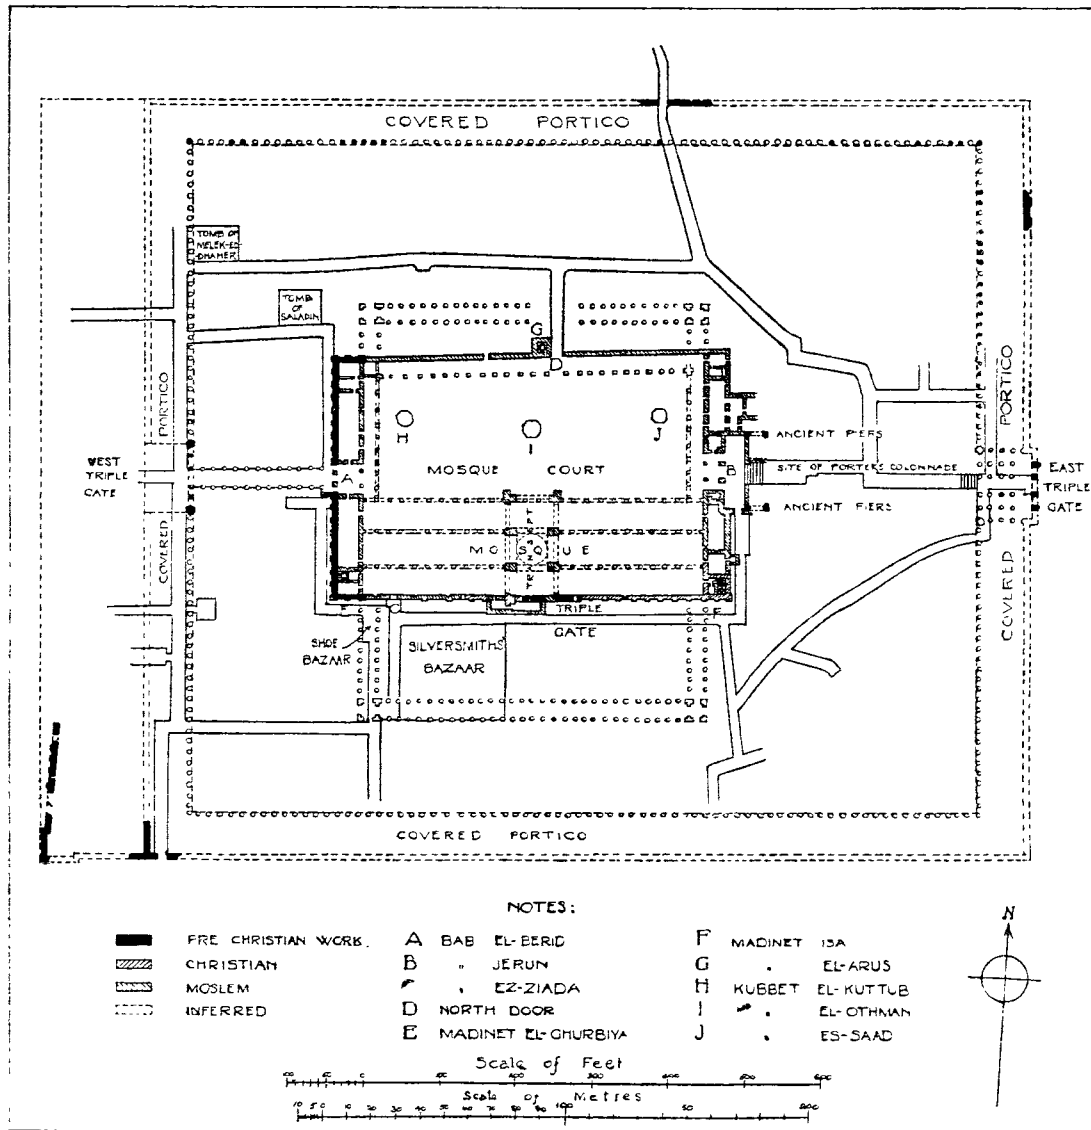 COVERED PORTICO
TOMB OF
MELEK-ED-
DHAHER
TOMB
OF
SALADIN
G
D
H
I
J
PORTICO
PORTICO
ANCIENT PIERS
WEST
TRIPLE
GATE
A
MOSQUE COURT
B
SITE OF PORTERS COLONNADE
EAST
TRIPLE
GATE
ANCIENT PIERS
TRANSEPT
MOSQUE
COVERED
COVERED
E
C
F
TRIPLE
GATE
SHOE
BAZAAR
SILVERSMITHS
BAZAAR
COVERED PORTICO
NOTES:
N
PRE CHRISTIAN WORK.
CHRISTIAN
MOSLEM
INFERRED
A BAB EL-BERID
B " JERUN
" EZ-ZIADA
D NORTH DOOR
E MADINET EL-GHURBIYA
F MADINET ISA
G " EL-ARUS
H KUBBET EL-KUTTUB
I " EL-OTHMAN
J " ES-SAAD
Scale of Feet
Scale of Metres